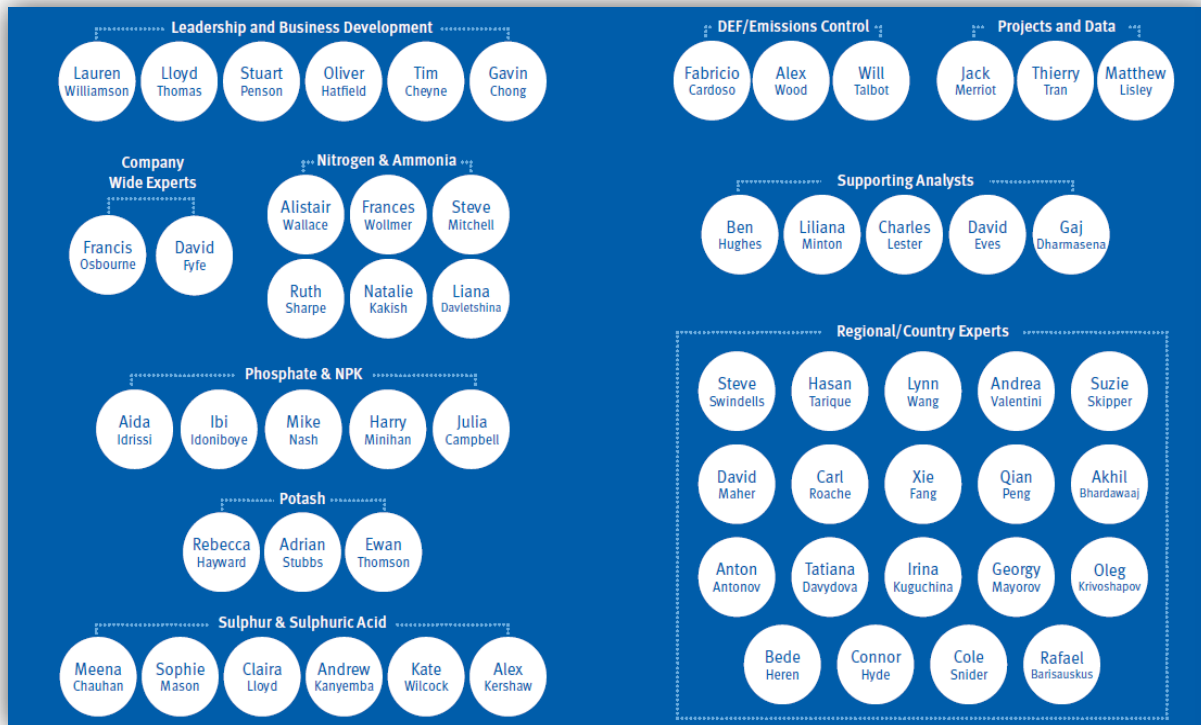 Leadership and Business Development
Lauren
Williamson
Lloyd
Thomas
Stuart
Penson
Oliver
Hatfield
Tim
Cheyne
Gavin
Chong
Company
Wide Experts
Francis
Osbourne
David
Fyfe
Nitrogen & Ammonia
Alistair
Wallace
Frances
Wollmer
Steve
Mitchell
Ruth
Sharpe
Natalie
Kakish
Liana
Davletshina
Phosphate & NPK
Aida
Idrissi
Ibi
Idoniboye
Mike
Nash
Harry
Minihan
Julia
Campbell
Potash
Rebecca
Hayward
Adrian
Stubbs
Ewan
Thomson
Sulphur & Sulphuric Acid
Meena
Chauhan
Sophie
Mason
Claira
Lloyd
Andrew
Kanyemba
Kate
Wilcock
Alex
Kershaw
DEF/Emissions Control
Fabricio
Cardoso
Alex
Wood
Will
Talbot
Projects and Data
Jack
Merriot
Thierry
Tran
Matthew
Lisley
Supporting Analysts
Ben
Hughes
Liliana
Minton
Charles
Lester
David
Eves
Gaj
Dharmasena
Regional/Country Experts
Steve
Swindells
Hasan
Tarique
Lynn
Wang
Andrea
Valentini
Suzie
Skipper
David
Maher
Carl
Roache
Xie
Fang
Qian
Peng
Akhil
Bhardawaaj
Anton
Antonov
Tatiana
Davydova
Irina
Kuguchina
Georgy
Mayorov
Oleg
Krivoshapov
Bede
Heren
Connor
Hyde
Cole
Snider
Rafael
Barisauskus